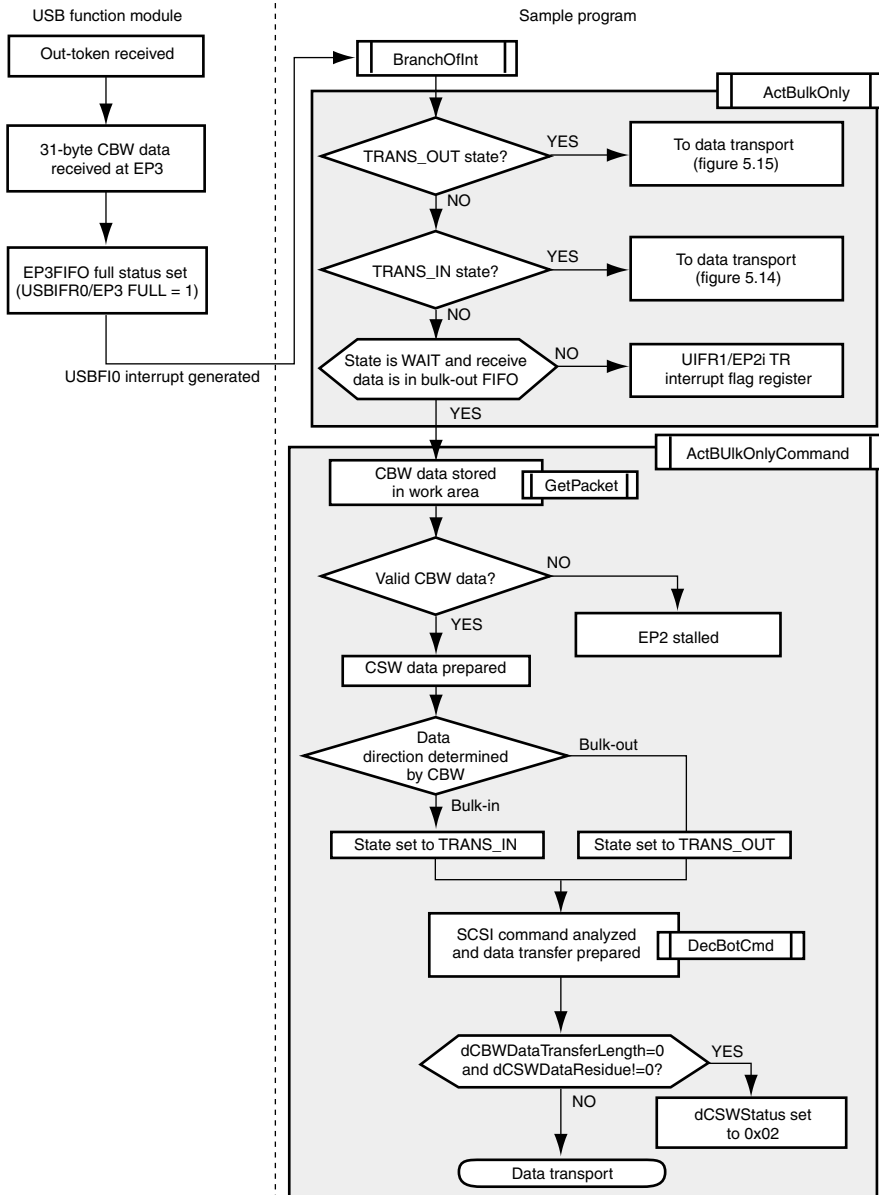 USB function module
Sample program
Out-token received
BranchOfInt
ActBulkOnly
31-byte CBW data
received at EP3
TRANS_OUT state?
YES
To data transport
(figure 5.15)
NO
EP3FIFO full status set
(USBIFR0/EP3 FULL = 1)
TRANS_IN state?
YES
To data transport
(figure 5.14)
NO
USBFI0 interrupt generated
State is WAIT and receive
data is in bulk-out FIFO
NO
UIFR1/EP2i TR
interrupt flag register
YES
ActBUlkOnlyCommand
CBW data stored
in work area
GetPacket
Valid CBW data?
NO
EP2 stalled
YES
CSW data prepared
Data
direction determined
by CBW
Bulk-out
Bulk-in
State set to TRANS_IN
State set to TRANS_OUT
SCSI command analyzed
and data transfer prepared
DecBotCmd
dCBWDataTransferLength=0
and dCSWDataResidue!=0?
YES
NO
dCSWStatus set
to 0x02
Data transport